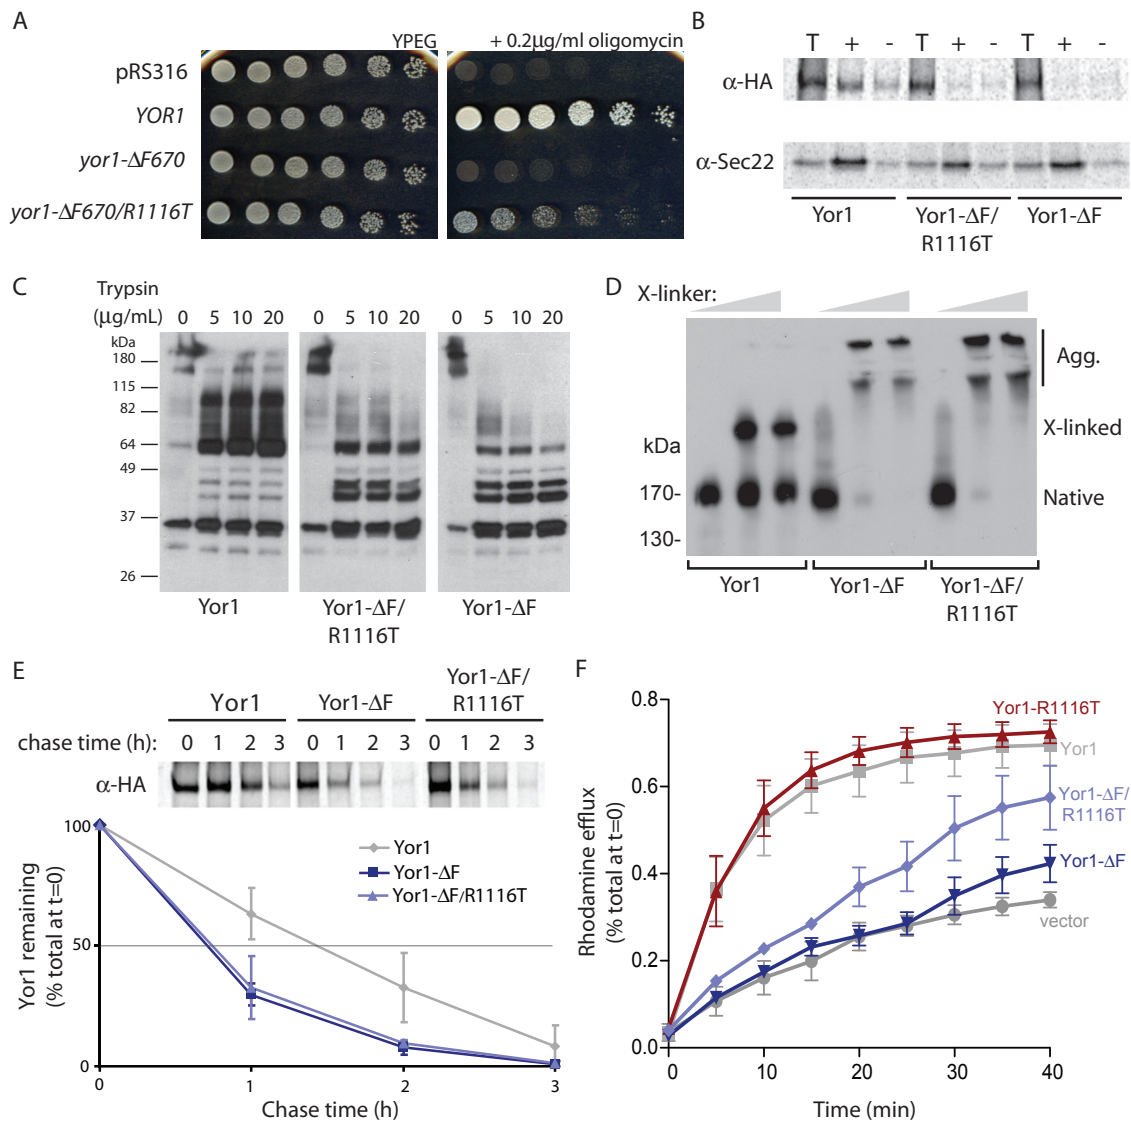 A
YPEG
+ 0.2μg/ml oligomycin
pRS316
YOR1
yor1-ΔF670
yor1-ΔF670/R1116T
B
T + - T + - T + -
α-HA
α-Sec22
Yor1
Yor1-ΔF/
R1116T
Yor1-ΔF
C
Trypsin
(μg/mL)
0 5 10 20 0 5 10 20 0 5 10 20
kDa
180
115
82
64
49
37
26
Yor1
Yor1-ΔF/
R1116T
Yor1-ΔF
D
X-linker:
Agg.
X-linked
kDa
170-
Native
130-
Yor1
Yor1-ΔF
Yor1-ΔF/
R1116T
E
Yor1
Yor1-ΔF
Yor1-ΔF/
R1116T
chase time (h): 0 1 2 3 0 1 2 3 0 1 2 3
α-HA
Yor1 remaining
(% total at t=0)
100
50
0
Yor1
Yor1-ΔF
Yor1-ΔF/R1116T
0 1 2 3
Chase time (h)
F
Rhodamine efflux
(% total at t=0)
0.8
0.6
0.4
0.2
0.0
Yor1-R1116T
Yor1
Yor1-ΔF/
R1116T
Yor1-ΔF
vector
0 10 20 30 40
Time (min)